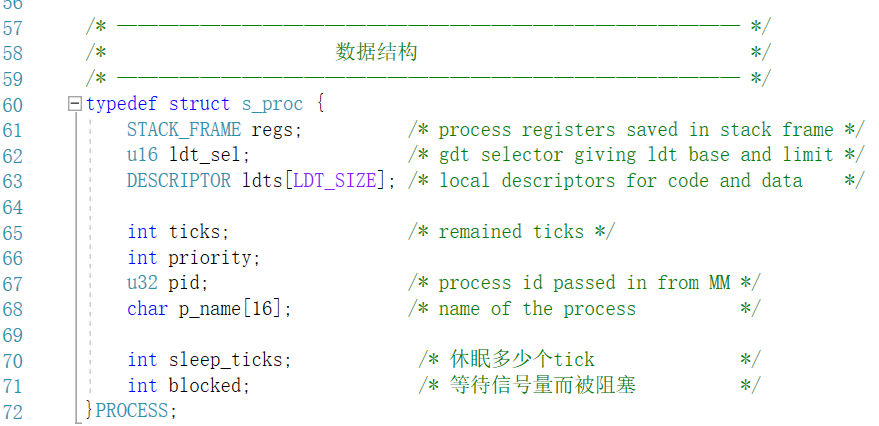 56
57 /* ────────────────────────────── */
58 /* 数据结构 */
59 /* ────────────────────────────── */
60 typedef struct s_proc {
61 STACK_FRAME regs; /* process registers saved in stack frame */
62 u16 ldt_sel; /* gdt selector giving ldt base and limit */
63 DESCRIPTOR ldts[LDT_SIZE]; /* local descriptors for code and data */
64
65 int ticks; /* remained ticks */
66 int priority;
67 u32 pid; /* process id passed in from MM */
68 char p_name[16]; /* name of the process */
69
70 int sleep_ticks; /* 休眠多少个tick */
71 int blocked; /* 等待信号量而被阻塞 */
72 }PROCESS;